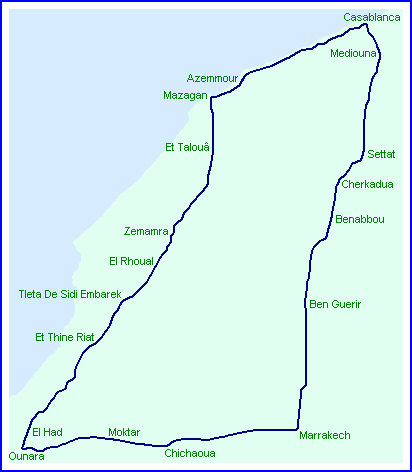 Casablanca
Mediouna
Azemmour
Mazagan
Et Talouâ
Settat
Cherkadua
Benabbou
Zemamra
El Rhoual
Tleta De Sidi Embarek
Ben Guerir
Et Thine Riat
El Had
Moktar
Marrakech
Chichaoua
Ounara